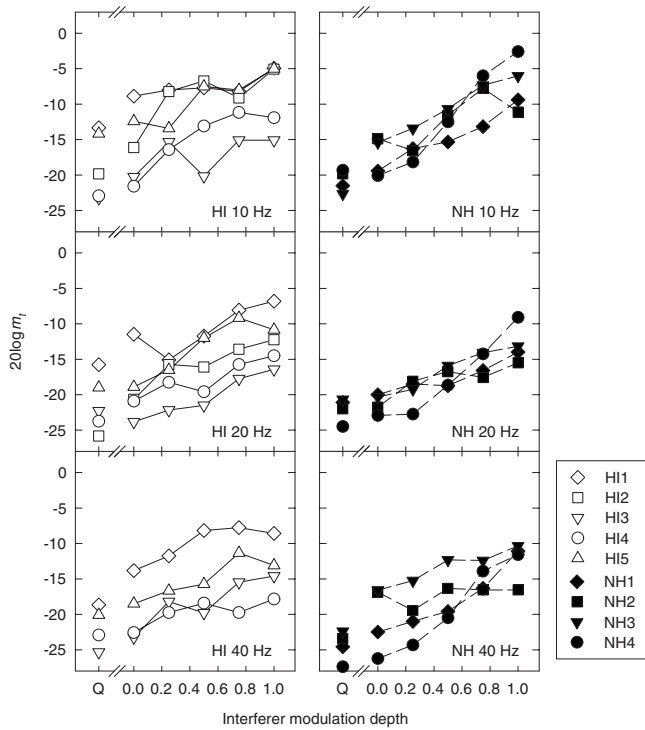 0
-5
-10
-15
-20
-25
HI 10 Hz
NH 10 Hz
0
-5
-10
-15
-20
-25
HI 20 Hz
NH 20 Hz
20logmt
0
-5
-10
-15
-20
-25
HI 40 Hz
NH 40 Hz
Q 0.0 0.2 0.4 0.6 0.8 1.0
Q 0.0 0.2 0.4 0.6 0.8 1.0
Interferer modulation depth
HI1
HI2
HI3
HI4
HI5
NH1
NH2
NH3
NH4